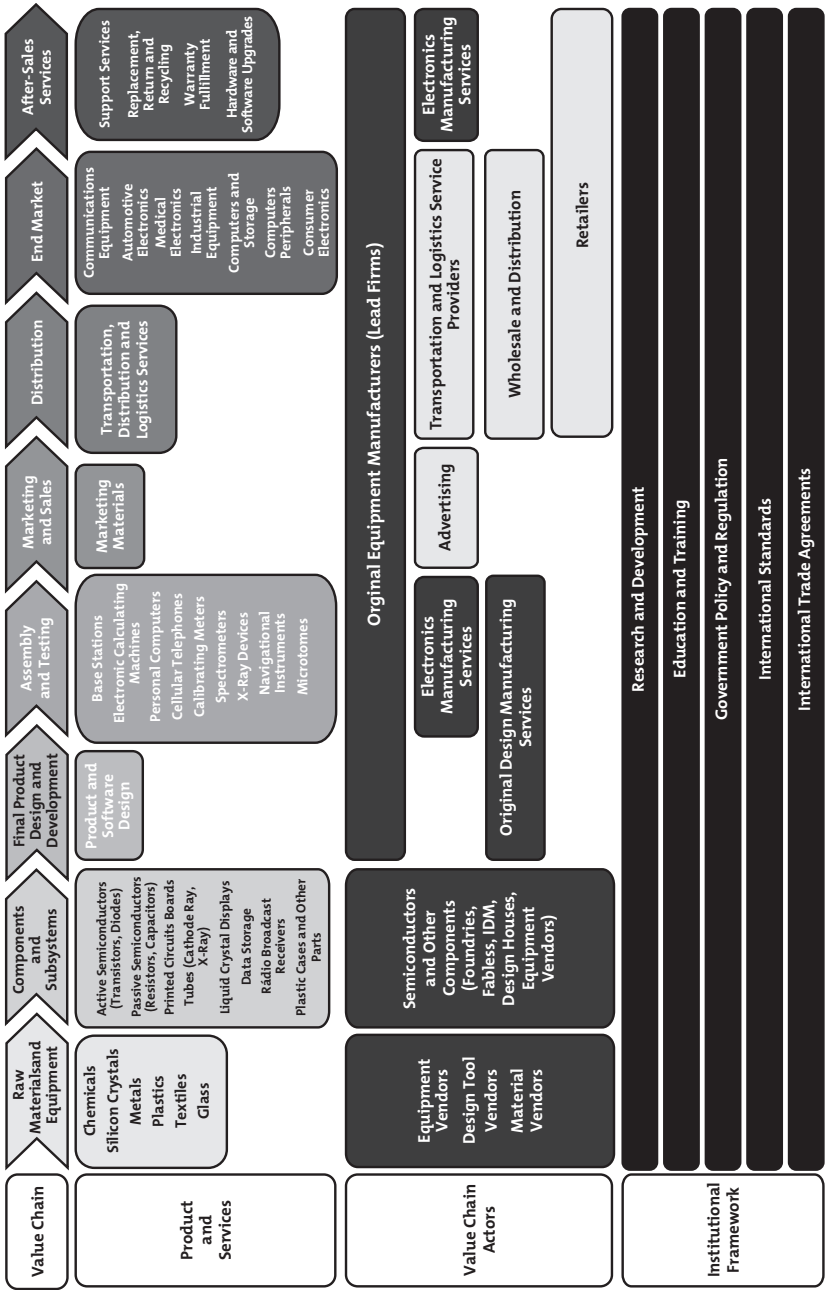 Value Chain
Raw
Materialsand
Equipment
Components
and
Subsystems
Final Product
Design and
Development
Assembly
and Testing
Marketing
and Sales
Distribution
End Market
After-Sales
Services
Product
and
Services
Chemicals
Silicon Crystals
Metals
Plastics
Textiles
Glass
Active Semiconductors
(Transistors, Diodes)
Passive Semiconductors
(Resistors, Capacitors)
Printed Circuits Boards
Tubes (Cathode Ray,
X-Ray)
Liquid Crystal Displays
Data Storage
Rádio Broadcast
Receivers
Plastic Cases and Other
Parts
Product and
Software
Design
Base Stations
Electronic Calculating
Machines
Personal Computers
Cellular Telephones
Calibrating Meters
Spectrometers
X-Ray Devices
Navigational
Instruments
Microtomes
Marketing
Materials
Transportation,
Distribution and
Logistics Services
Communications
Equipment
Automotive
Electronics
Medical
Electronics
Industrial
Equipment
Computers and
Storage
Computers
Peripherals
Consumer
Electronics
Support Services
Replacement,
Return and
Recycling
Warranty
Fullillment
Hardware and
Software Upgrades
Value Chain
Actors
Equipment
Vendors
Design Tool
Vendors
Material
Vendors
Semiconductors
and Other
Components
(Foundries,
Fabless, IDM,
Design Houses,
Equipment
Vendors)
Orginal Equipment Manufacturers (Lead Firms)
Electronics
Manufacturing
Services
Advertising
Transportation and Logistics Service
Providers
Electronics
Manufacturing
Services
Original Design Manufacturing
Services
Wholesale and Distribution
Retailers
Institutional
Framework
Research and Development
Education and Training
Government Policy and Regulation
International Standards
International Trade Agreements